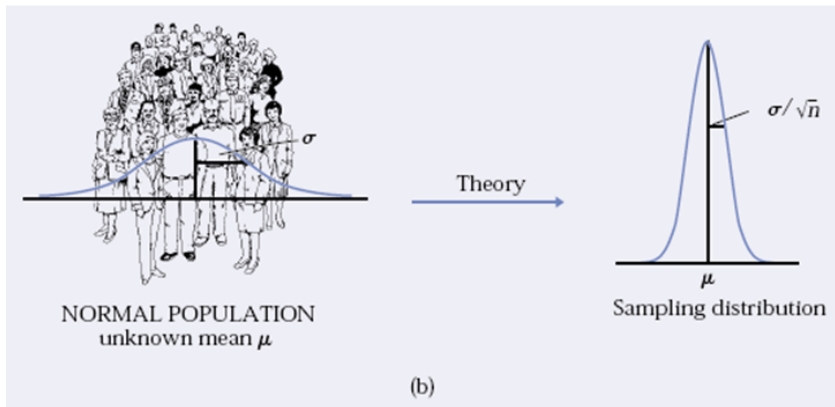 σ
σ/√n
Theory
μ
NORMAL POPULATION
unknown mean μ
Sampling distribution
(b)